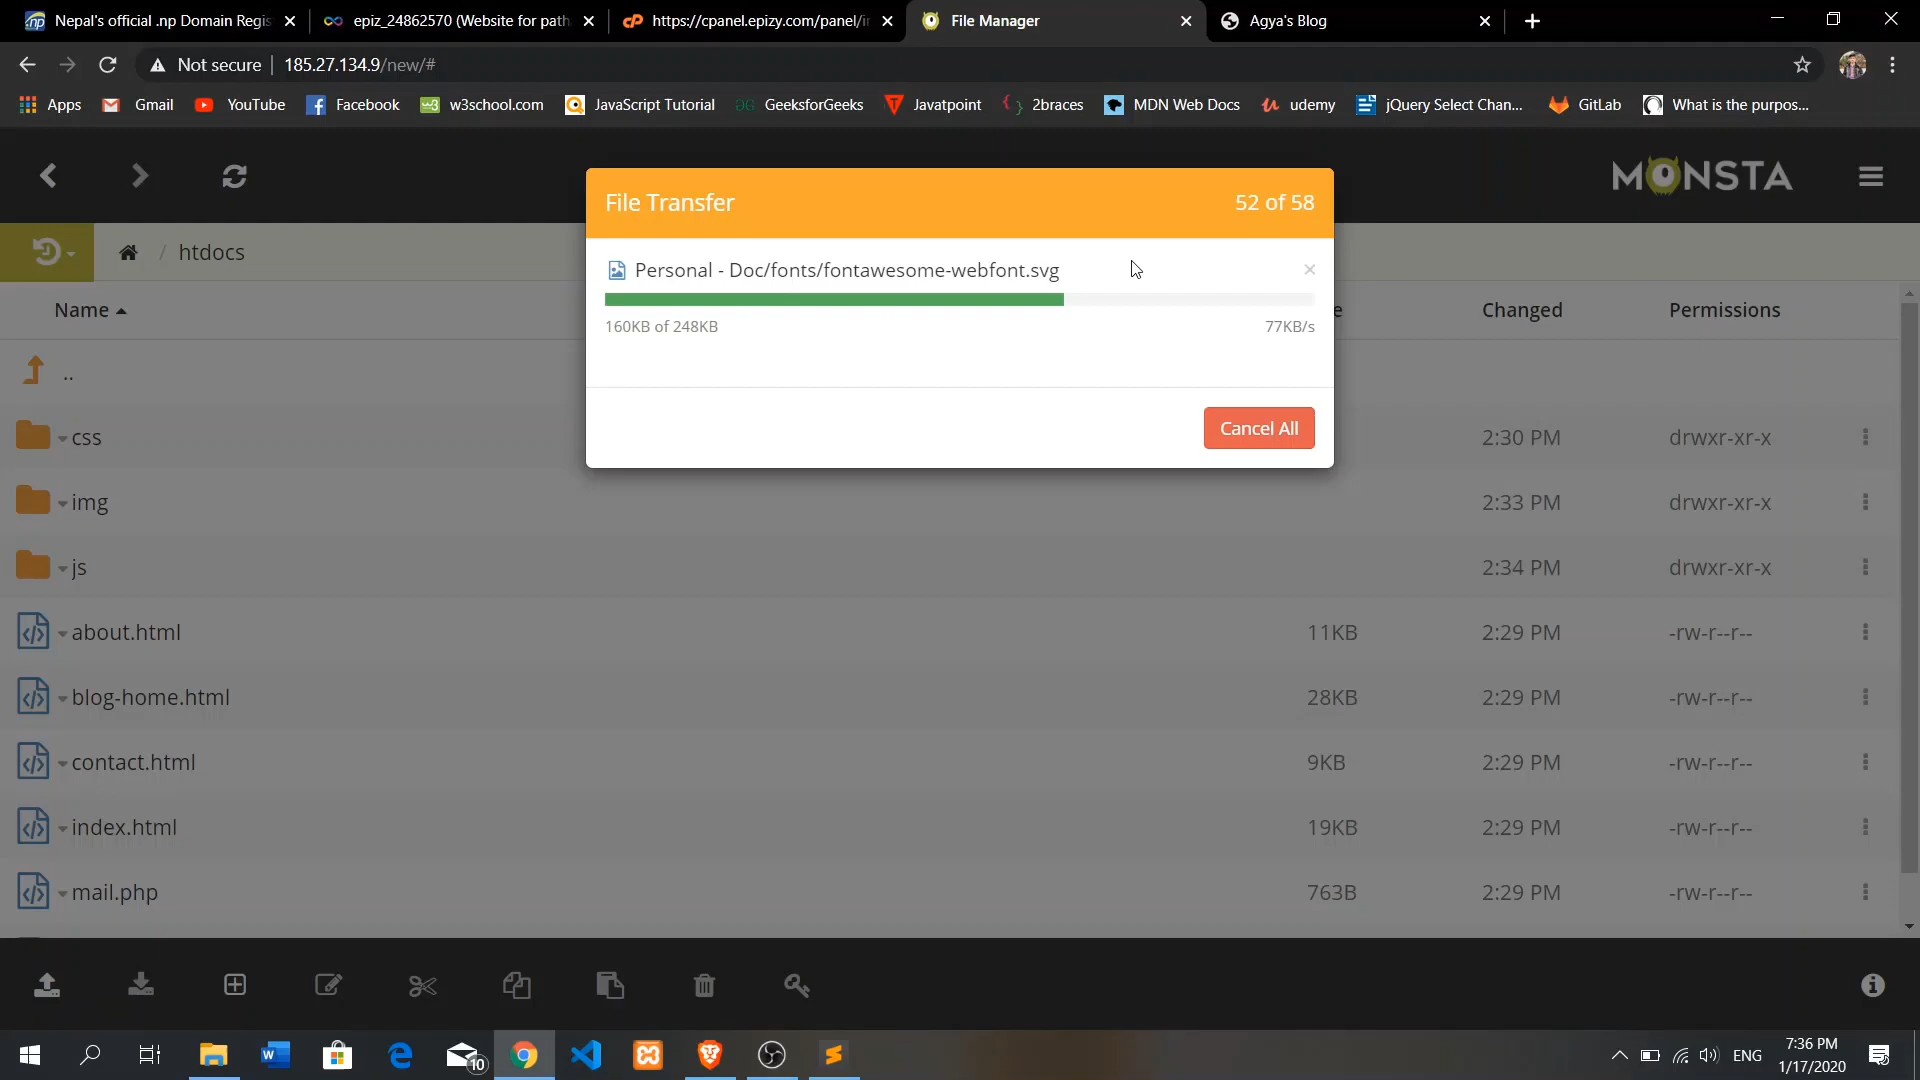 Nepal's official .np Domain Regis
epiz_24862570 (Website for path
https://cpanel.epizy.com/panel/in
File Manager
Agya's Blog
Not secure
185.27.134.9/new/#
Apps
Gmail
YouTube
Facebook
w3school.com
JavaScript Tutorial
GeeksforGeeks
Javatpoint
2braces
MDN Web Docs
udemy
jQuery Select Chan...
GitLab
What is the purpos...
MONSTA
File Transfer
52 of 58
/ htdocs
Personal - Doc/fonts/fontawesome-webfont.svg
160KB of 248KB
77KB/s
Cancel All
Name
e
Changed
Permissions
..
css
2:30 PM
drwxr-xr-x
img
2:33 PM
drwxr-xr-x
js
2:34 PM
drwxr-xr-x
about.html
11KB
2:29 PM
-rw-r--r--
blog-home.html
28KB
2:29 PM
-rw-r--r--
contact.html
9KB
2:29 PM
-rw-r--r--
index.html
19KB
2:29 PM
-rw-r--r--
mail.php
763B
2:29 PM
-rw-r--r--
10
ENG
7:36 PM
1/17/2020